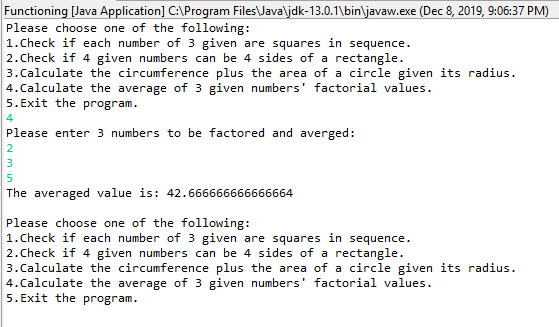 Functioning [Java Application] C:\Program Files\Java\jdk-13.0.1\bin\javaw.exe (Dec 8, 2019, 9:06:37 PM)
Please choose one of the following:
1.Check if each number of 3 given are squares in sequence.
2.Check if 4 given numbers can be 4 sides of a rectangle.
3.Calculate the circumference plus the area of a circle given its radius.
4.Calculate the average of 3 given numbers' factorial values.
5.Exit the program.
4
Please enter 3 numbers to be factored and averged:
2
3
5
The averaged value is: 42.666666666666664
Please choose one of the following:
1.Check if each number of 3 given are squares in sequence.
2.Check if 4 given numbers can be 4 sides of a rectangle.
3.Calculate the circumference plus the area of a circle given its radius.
4.Calculate the average of 3 given numbers' factorial values.
5.Exit the program.